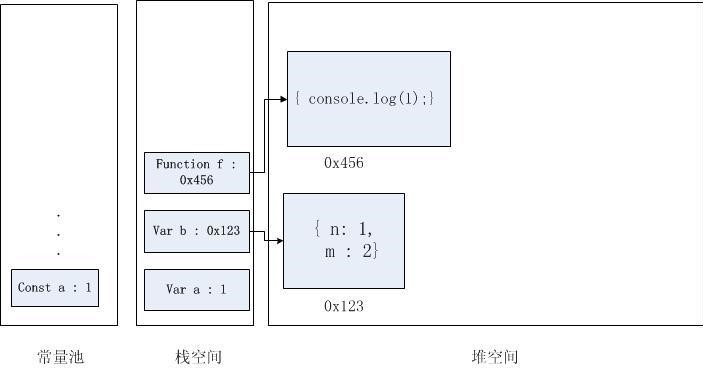 { console.log(1);}
0x456
Function f :
0x456
Var b : 0x123
{ n: 1,
m : 2}
0x123
.
.
.
Const a : 1
Var a : 1
常量池
栈空间
堆空间